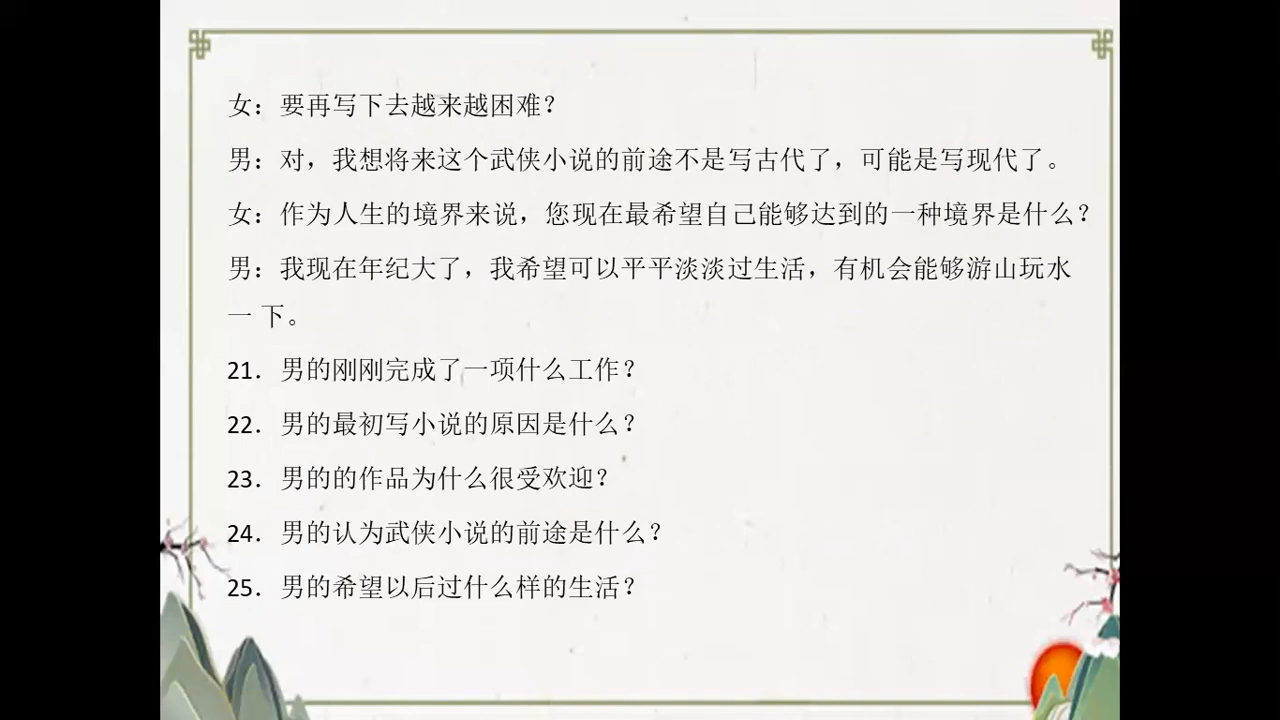 女：要再写下去越来越困难？
男：对，我想将来这个武侠小说的前途不是写古代了，可能是写现代了。
女：作为人生的境界来说，您现在最希望自己能够达到的一种境界是什么？
男：我现在年纪大了，我希望可以平平淡淡过生活，有机会能够游山玩水
一 下。
21．男的刚刚完成了一项什么工作？
22．男的最初写小说的原因是什么？
23．男的的作品为什么很受欢迎？
24．男的认为武侠小说的前途是什么？
25．男的希望以后过什么样的生活？